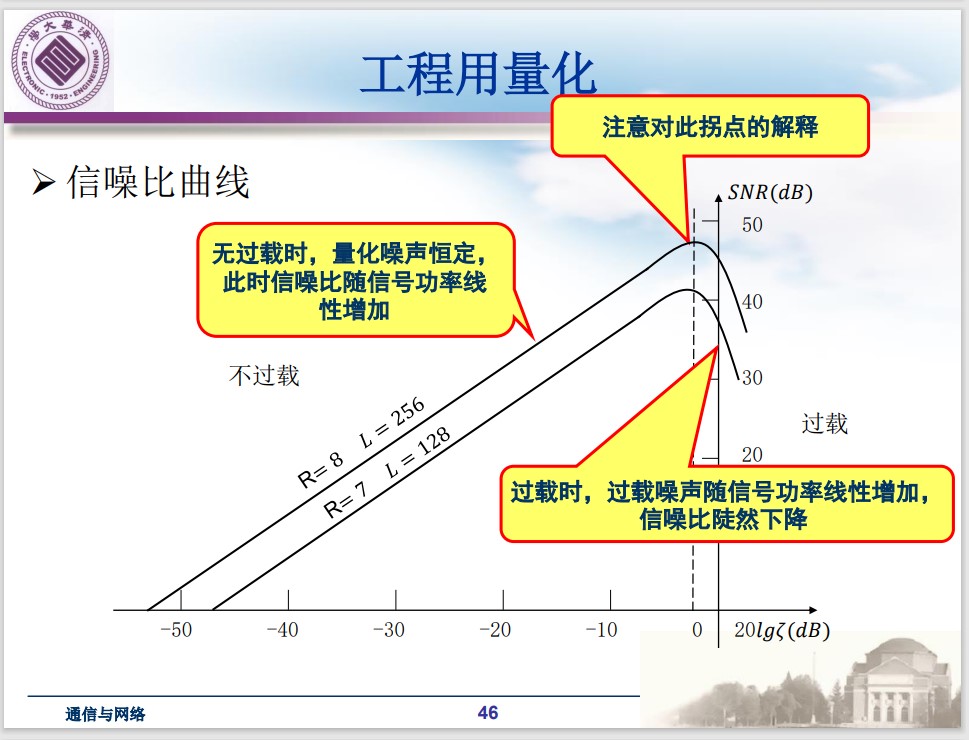 清華大學
ELECTRONIC · 1952 · ENGINEERING
工程用量化
注意对此拐点的解释
➢ 信噪比曲线
SNR(dB)
50
无过载时，量化噪声恒定，
此时信噪比随信号功率线
性增加
40
不过载
30
R= 8 L = 256
过载
R= 7 L = 128
20
过载时，过载噪声随信号功率线性增加，
信噪比陡然下降
−50 −40 −30 −20 −10 0 20lgζ(dB)
通信与网络
46